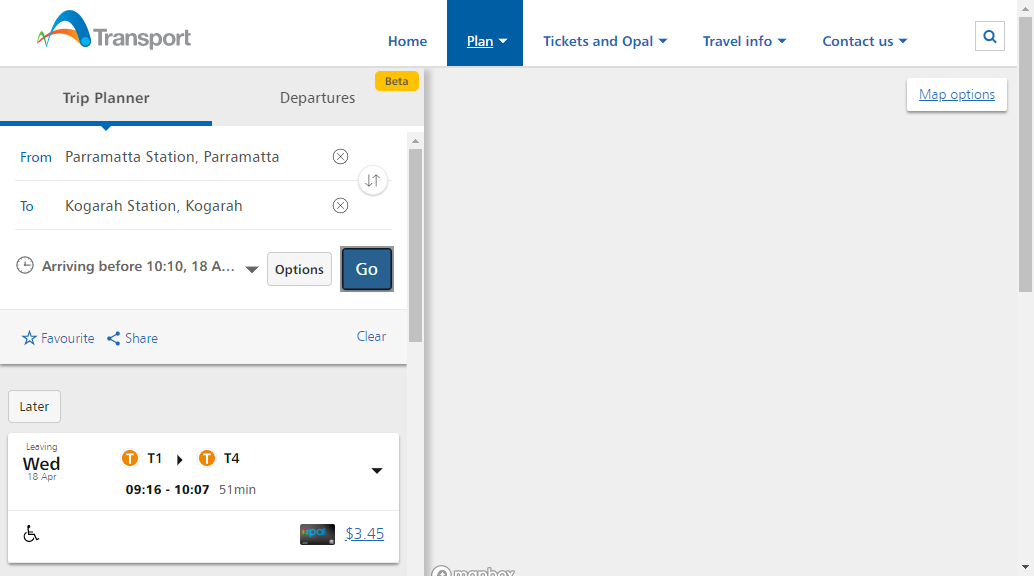 Transport
Home
Plan
Tickets and Opal
Travel info
Contact us
Beta
Trip Planner
Departures
Map options
From Parramatta Station, Parramatta
To Kogarah Station, Kogarah
Arriving before 10:10, 18 A...
Options
Go
Favourite
Share
Clear
Later
Leaving
Wed
18 Apr
T T1 T T4
09:16 - 10:07 51min
opal
$3.45
mapbox